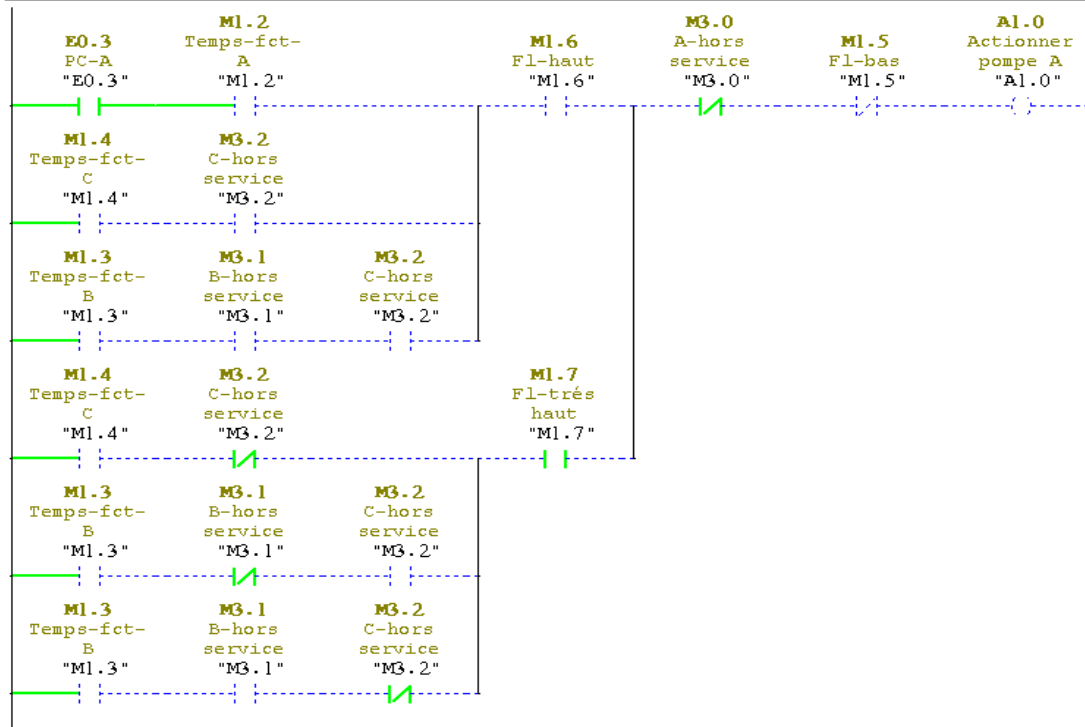 E0.3
PC-A
"E0.3"
M1.2
Temps-fct-
A
"M1.2"
M1.6
Fl-haut
"M1.6"
M3.0
A-hors
service
"M3.0"
M1.5
Fl-bas
"M1.5"
A1.0
Actionner
pompe A
"A1.0"
M1.4
Temps-fct-
C
"M1.4"
M3.2
C-hors
service
"M3.2"
M1.3
Temps-fct-
B
"M1.3"
M3.1
B-hors
service
"M3.1"
M3.2
C-hors
service
"M3.2"
M1.4
Temps-fct-
C
"M1.4"
M3.2
C-hors
service
"M3.2"
M1.7
Fl-trés
haut
"M1.7"
M1.3
Temps-fct-
B
"M1.3"
M3.1
B-hors
service
"M3.1"
M3.2
C-hors
service
"M3.2"
M1.3
Temps-fct-
B
"M1.3"
M3.1
B-hors
service
"M3.1"
M3.2
C-hors
service
"M3.2"